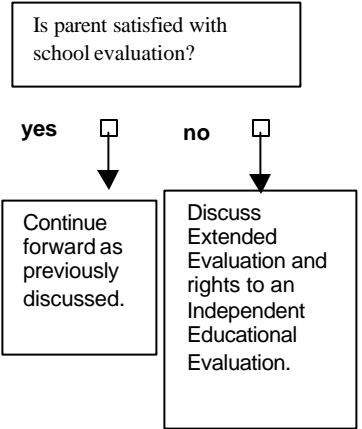 Is parent satisfied with
school evaluation?
yes
no
Continue
forward as
previously
discussed.
Discuss
Extended
Evaluation and
rights to an
Independent
Educational
Evaluation.